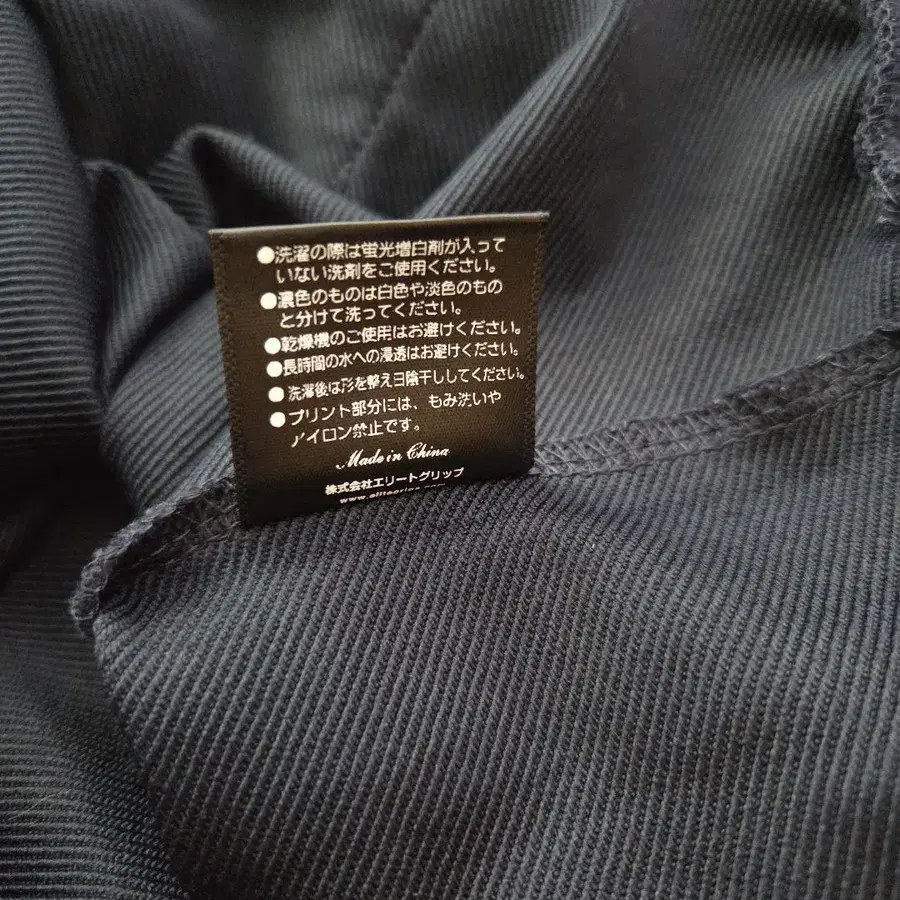 ●洗濯の際は蛍光増白剤が入って
いない洗剤をご使用ください。
●濃色のものは白色や淡色のもの
と分けて洗ってください。
●乾燥機のご使用はお避けください。
●長時間の水への浸透はお避けください。
●洗濯後は形を整え日陰干ししてください。
●プリント部分には、もみ洗いや
アイロン禁止です。
Made in China
株式会社エリートグリップ